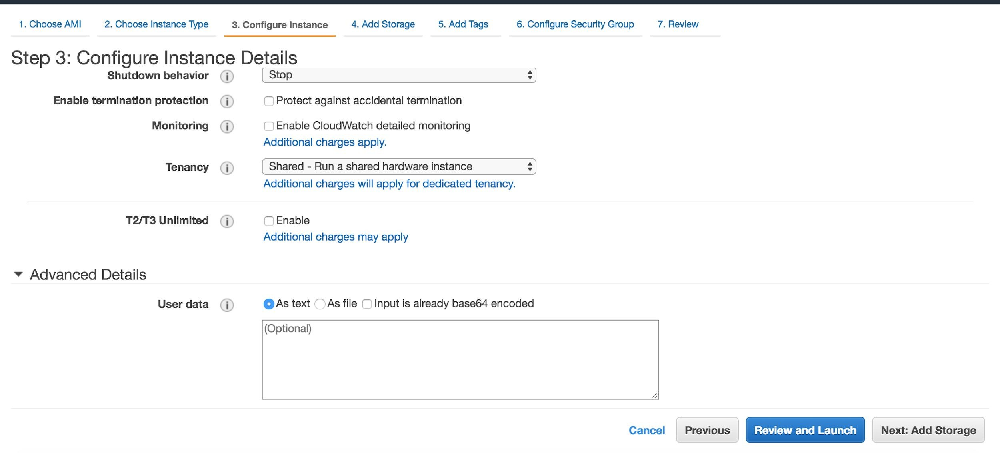 1. Choose AMI
2. Choose Instance Type
3. Configure Instance
4. Add Storage
5. Add Tags
6. Configure Security Group
7. Review
Step 3: Configure Instance Details
Shutdown behavior
Stop
Enable termination protection
Protect against accidental termination
Monitoring
Enable CloudWatch detailed monitoring
Additional charges apply.
Tenancy
Shared - Run a shared hardware instance
Additional charges will apply for dedicated tenancy.
T2/T3 Unlimited
Enable
Additional charges may apply
Advanced Details
User data
As text
As file
Input is already base64 encoded
(Optional)
Cancel
Previous
Review and Launch
Next: Add Storage